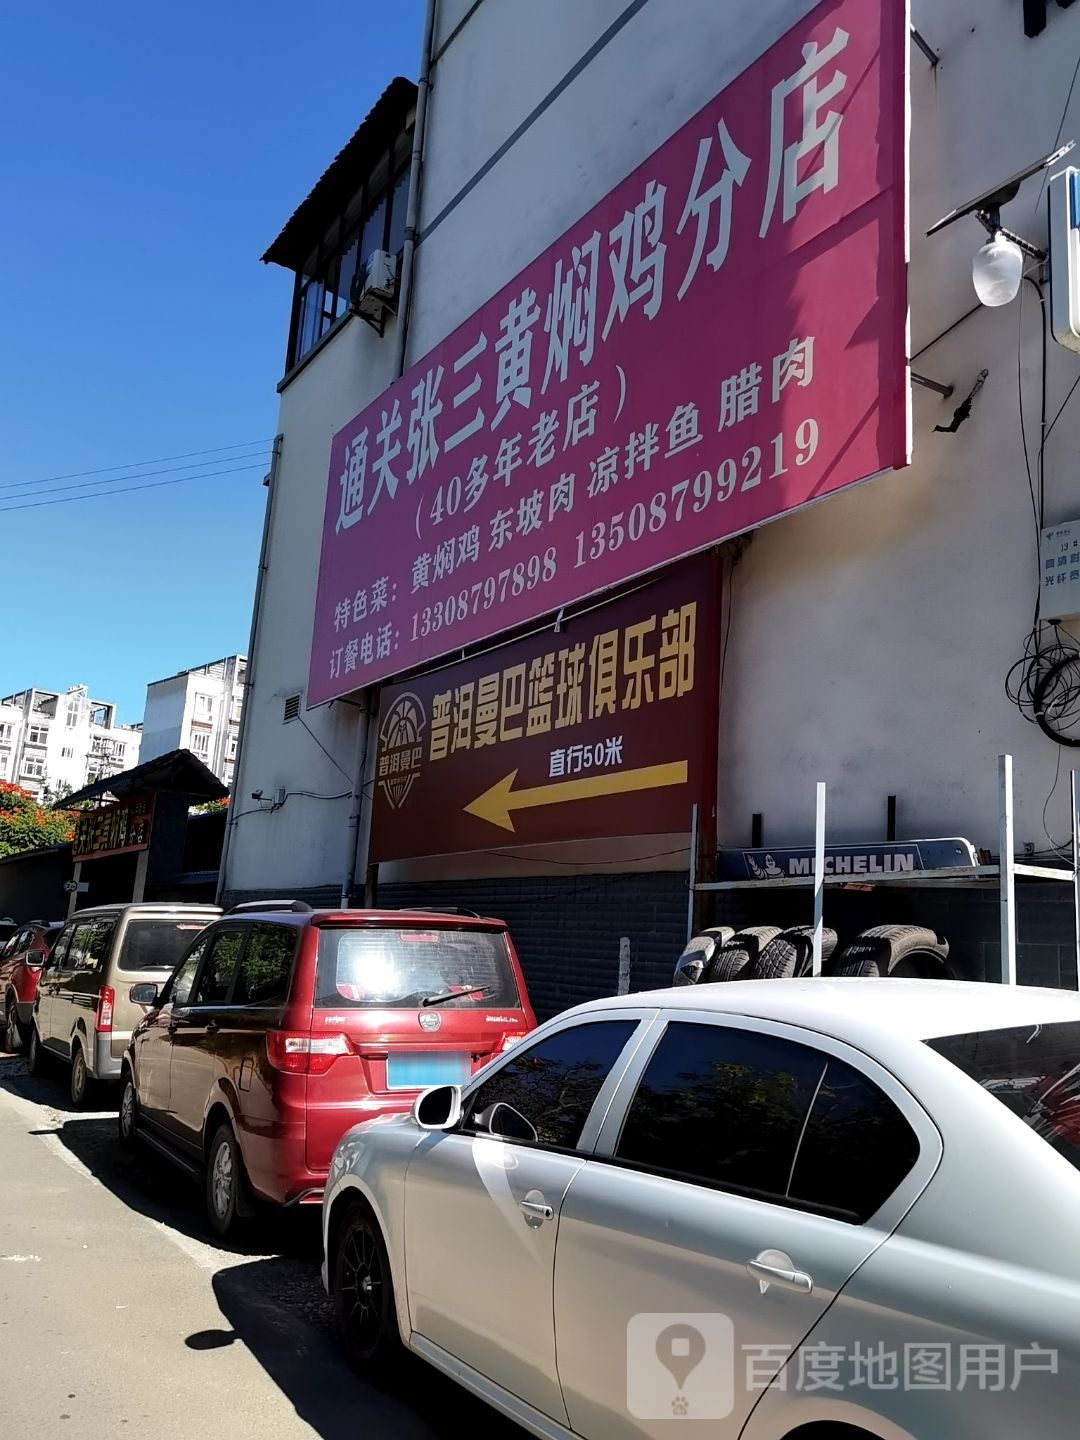 通关张三黄焖鸡分店
（40多年老店）
特色菜：黄焖鸡 东坡肉 凉拌鱼 腊肉
订餐电话：13308797898 13508799219
普洱曼巴篮球俱乐部
普洱曼巴
直行50米
MICHELIN
百度地图用户